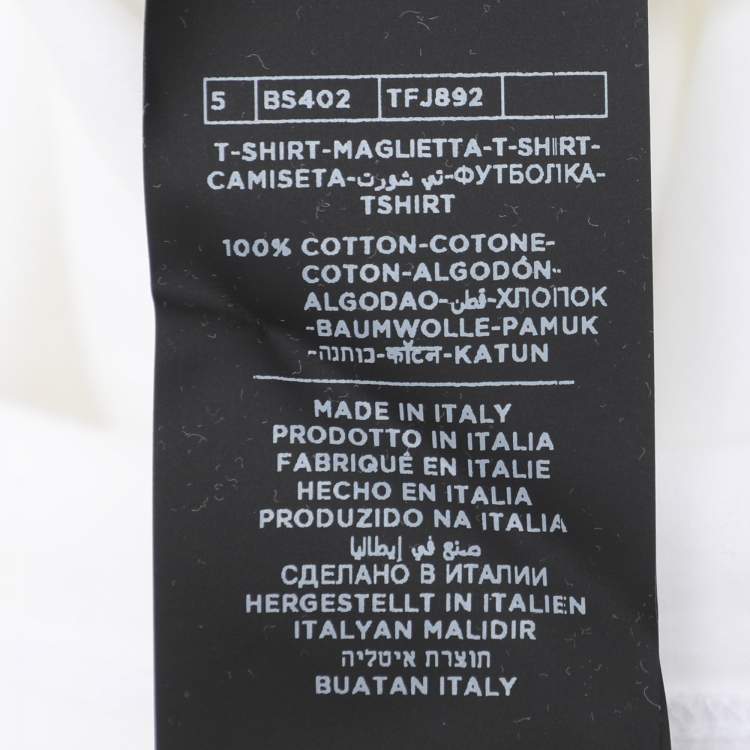 5 BS402 TFJ892
T-SHIRT-MAGLIETTA-T-SHIRT-
CAMISETA-تي شورت-ФУТБОЛКА-
TSHIRT
100% COTTON-COTONE-
COTON-ALGODÓN-
ALGODAO-قطن-ХЛОПОК
-BAUMWOLLE-PAMUK
-כותנה-कॉटन-KATUN
MADE IN ITALY
PRODOTTO IN ITALIA
FABRIQUÉ EN ITALIE
HECHO EN ITALIA
PRODUZIDO NA ITALIA
صنع في إيطاليا
СДЕЛАНО В ИТАЛИИ
HERGESTELLT IN ITALIEN
ITALYAN MALIDIR
תוצרת איטליה
BUATAN ITALY